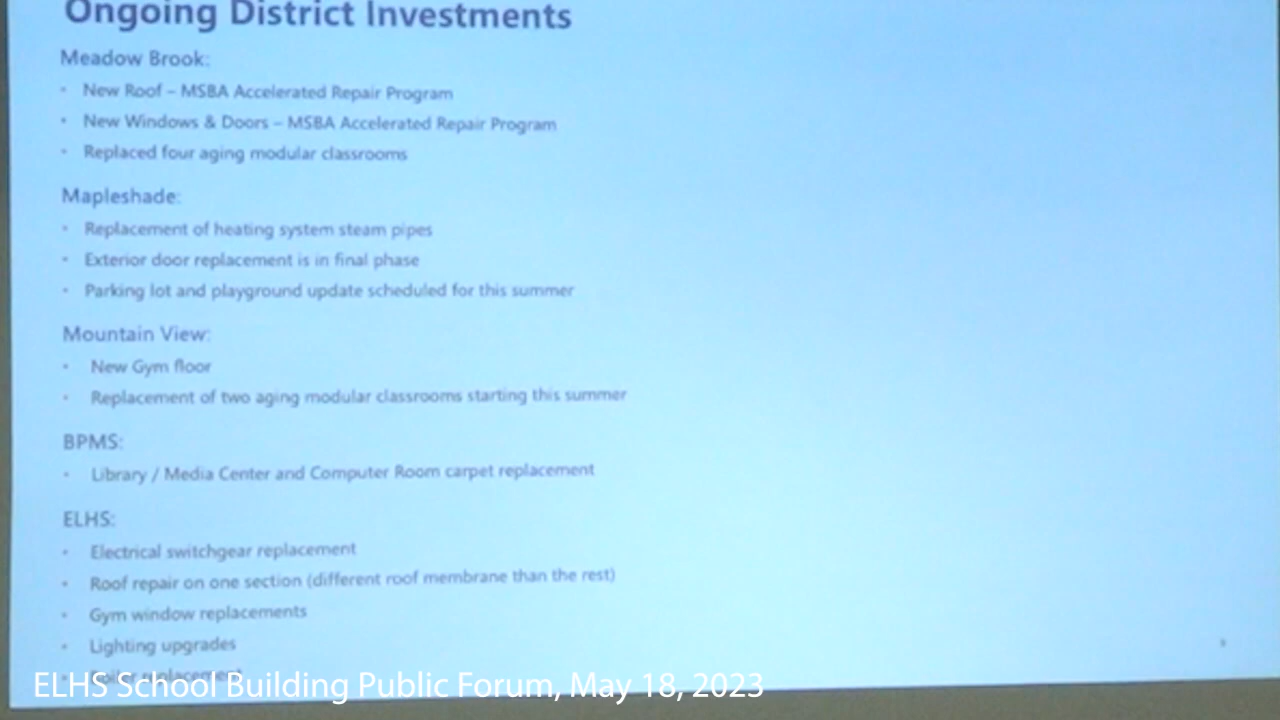 Ongoing District Investments
Meadow Brook:
• New Roof – MSBA Accelerated Repair Program
• New Windows & Doors – MSBA Accelerated Repair Program
• Replaced four aging modular classrooms
Mapleshade:
• Replacement of heating system steam pipes
• Exterior door replacement is in final phase
• Parking lot and playground update scheduled for this summer
Mountain View:
• New Gym floor
• Replacement of two aging modular classrooms starting this summer
BPMS:
• Library / Media Center and Computer Room carpet replacement
ELHS:
• Electrical switchgear replacement
• Roof repair on one section (different roof membrane than the rest)
• Gym window replacements
• Lighting upgrades
• replacement
ELHS School Building Public Forum, May 18, 2023